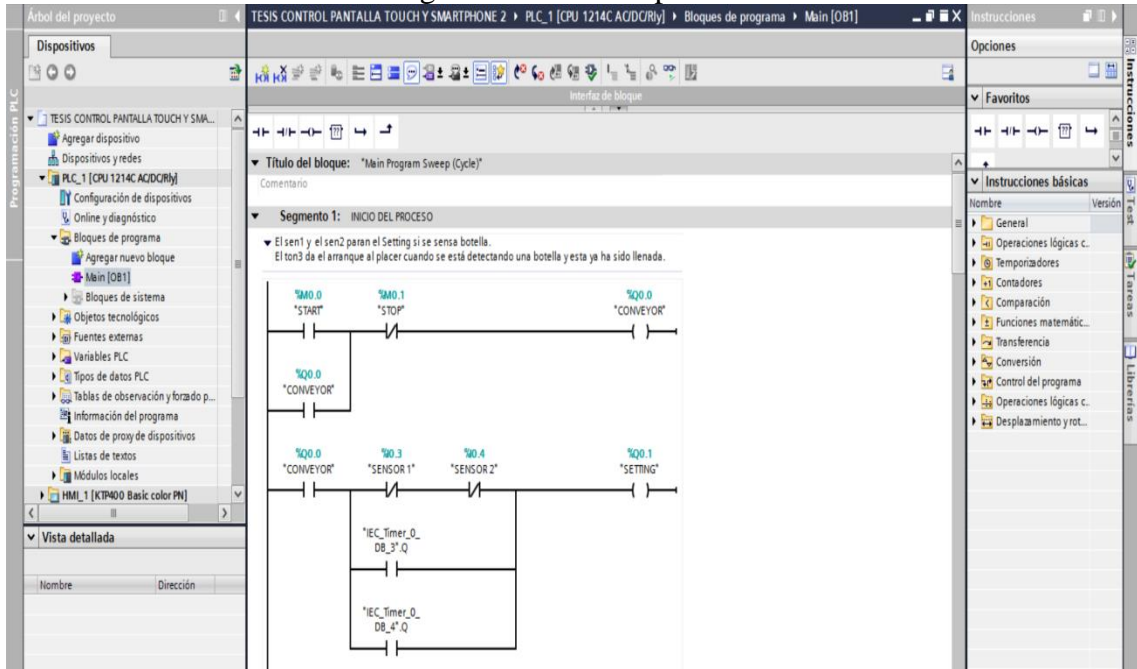 Árbol del proyecto
TESIS CONTROL PANTALLA TOUCH Y SMARTPHONE 2 ▸ PLC_1 [CPU 1214C AC/DC/Rly] ▸ Bloques de programa ▸ Main [OB1]
Instrucciones
Dispositivos
Opciones
Programación PLC
TESIS CONTROL PANTALLA TOUCH Y SMA...
Agregar dispositivo
Dispositivos y redes
PLC_1 [CPU 1214C AC/DC/Rly]
Configuración de dispositivos
Online y diagnóstico
Bloques de programa
Agregar nuevo bloque
Main [OB1]
Bloques de sistema
Objetos tecnológicos
Fuentes externas
Variables PLC
Tipos de datos PLC
Tablas de observación y forzado p...
Información del programa
Datos de proxy de dispositivos
Listas de textos
Módulos locales
HMI_1 [KTP400 Basic color PN]
Vista detallada
Nombre Dirección
Interfaz de bloque
Título del bloque: "Main Program Sweep (Cycle)"
Comentario
Segmento 1: INICIO DEL PROCESO
El sen1 y el sen2 paran el Setting si se sensa botella.
El ton3 da el arranque al placer cuando se está detectando una botella y esta ya ha sido llenada.
%M0.0 %M0.1 %Q0.0
"START" "STOP" "CONVEYOR"
%Q0.0
"CONVEYOR"
%Q0.0 %I0.3 %I0.4 %Q0.1
"CONVEYOR" "SENSOR 1" "SENSOR 2" "SETTING"
"IEC_Timer_0_
DB_3".Q
"IEC_Timer_0_
DB_4".Q
Favoritos
Instrucciones básicas
Nombre Versión
General
Operaciones lógicas c..
Temporizadores
Contadores
Comparación
Funciones matemátic...
Transferencia
Conversión
Control del programa
Operaciones lógicas c..
Desplazamiento y rot...
Instrucciones
Test
Tareas
Librerías